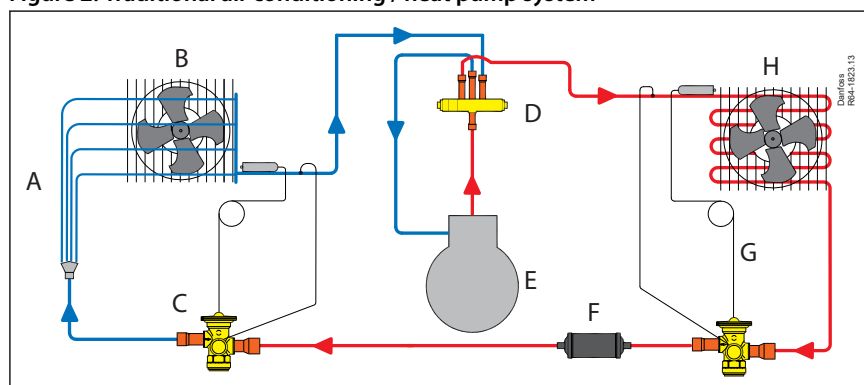 Figure 2: Traditional air-conditioning / heat pump system
B
H
Danfoss
R64-1823.13
D
A
G
E
C
F